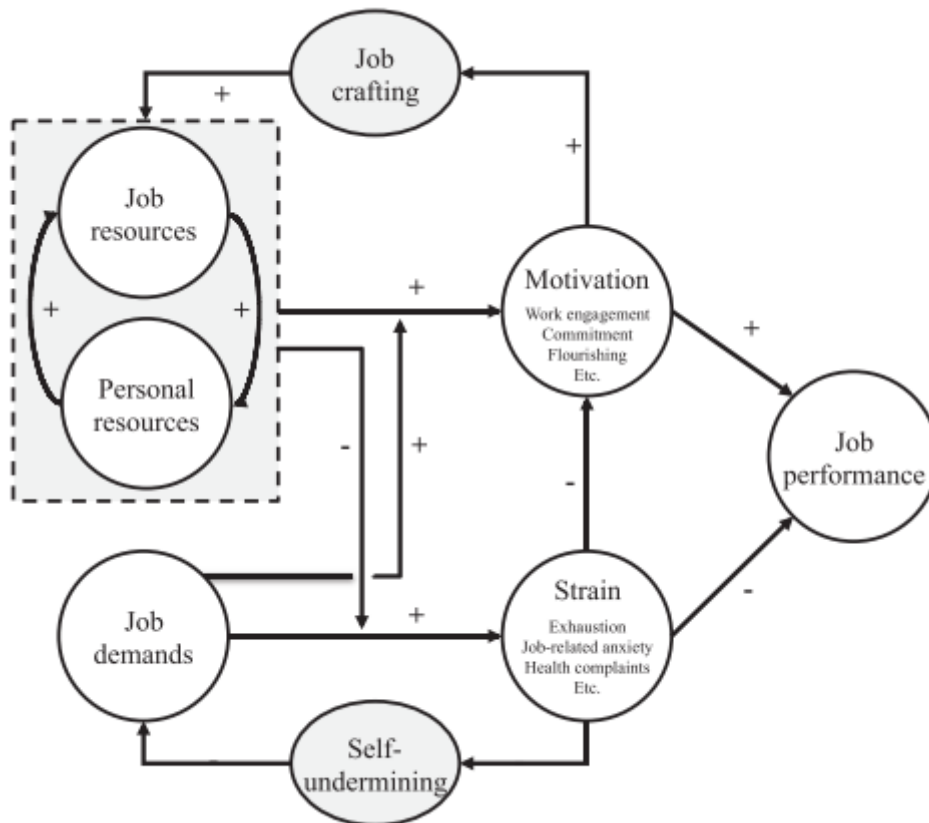 Job
crafting
+
+
Job
resources
+
+
Personal
resources
+
Motivation
Work engagement
Commitment
Flourishing
Etc.
+
-
+
-
Job
performance
Job
demands
+
Strain
Exhaustion
Job-related anxiety
Health complaints
Etc.
-
Self-
undermining